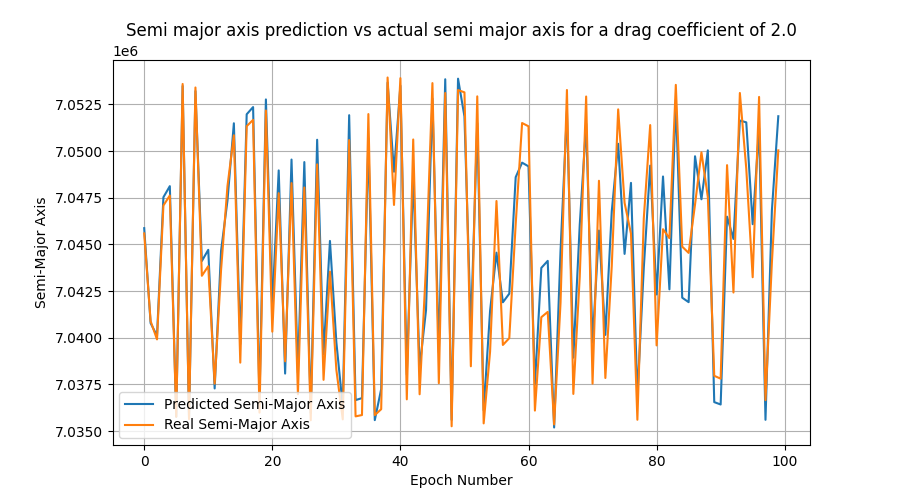 Semi major axis prediction vs actual semi major axis for a drag coefficient of 2.0
1e6
7.0525
7.0500
7.0475
7.0450
7.0425
7.0400
7.0375
7.0350
Semi-Major Axis
Predicted Semi-Major Axis
Real Semi-Major Axis
0 20 40 60 80 100
Epoch Number